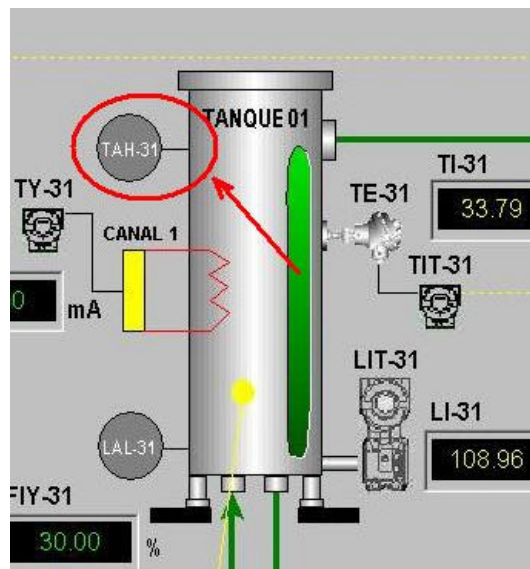 TANQUE 01
TAH-31
TI-31
TY-31
TE-31
33.79
CANAL 1
TIT-31
0
mA
LIT-31
LI-31
LAL-31
108.96
FIY-31
30.00
%